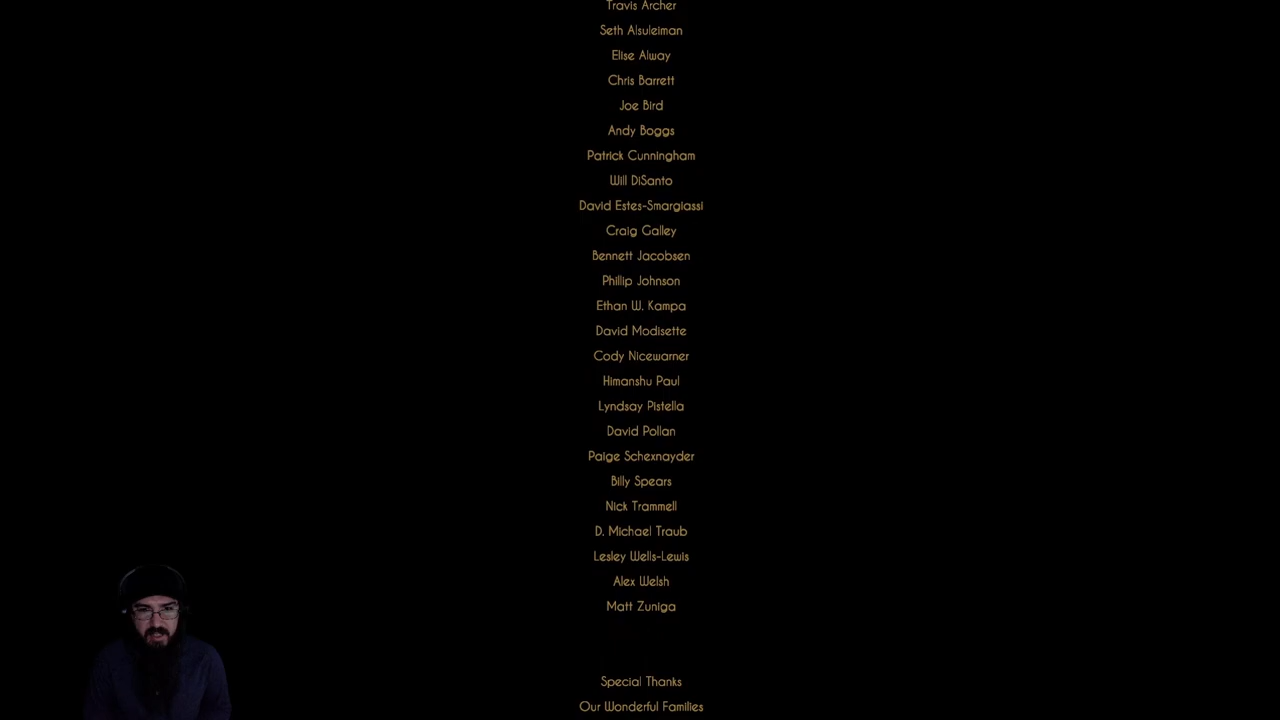 Travis Archer
Seth Alsuleiman
Elise Alway
Chris Barrett
Joe Bird
Andy Boggs
Patrick Cunningham
Will DiSanto
David Estes-Smargiassi
Craig Galley
Bennett Jacobsen
Phillip Johnson
Ethan W. Kampa
David Modisette
Cody Nicewarner
Himanshu Paul
Lyndsay Pistella
David Pollan
Paige Schexnayder
Billy Spears
Nick Trammell
D. Michael Traub
Lesley Wells-Lewis
Alex Welsh
Matt Zuniga
Special Thanks
Our Wonderful Families